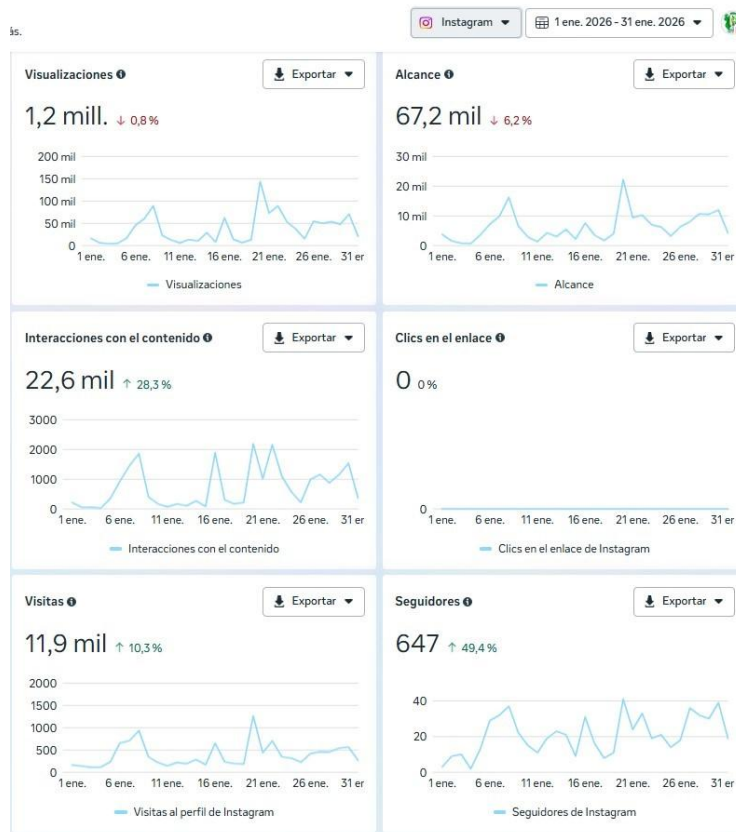 ás.
Instagram
1 ene. 2026 - 31 ene. 2026
Visualizaciones
Exportar
1,2 mill. ↓ 0,8 %
200 mil
150 mil
100 mil
50 mil
0
1 ene. 6 ene. 11 ene. 16 ene. 21 ene. 26 ene. 31 er
Visualizaciones
Alcance
Exportar
67,2 mil ↓ 6,2 %
30 mil
20 mil
10 mil
0
1 ene. 6 ene. 11 ene. 16 ene. 21 ene. 26 ene. 31 er
Alcance
Interacciones con el contenido
Exportar
22,6 mil ↑ 28,3 %
3000
2000
1000
0
1 ene. 6 ene. 11 ene. 16 ene. 21 ene. 26 ene. 31 er
Interacciones con el contenido
Clics en el enlace
Exportar
0 0 %
0
1 ene. 6 ene. 11 ene. 16 ene. 21 ene. 26 ene. 31 er
Clics en el enlace de Instagram
Visitas
Exportar
11,9 mil ↑ 10,3 %
2000
1500
1000
500
0
1 ene. 6 ene. 11 ene. 16 ene. 21 ene. 26 ene. 31 er
Visitas al perfil de Instagram
Seguidores
Exportar
647 ↑ 49,4 %
40
20
0
1 ene. 6 ene. 11 ene. 16 ene. 21 ene. 26 ene. 31 er
Seguidores de Instagram